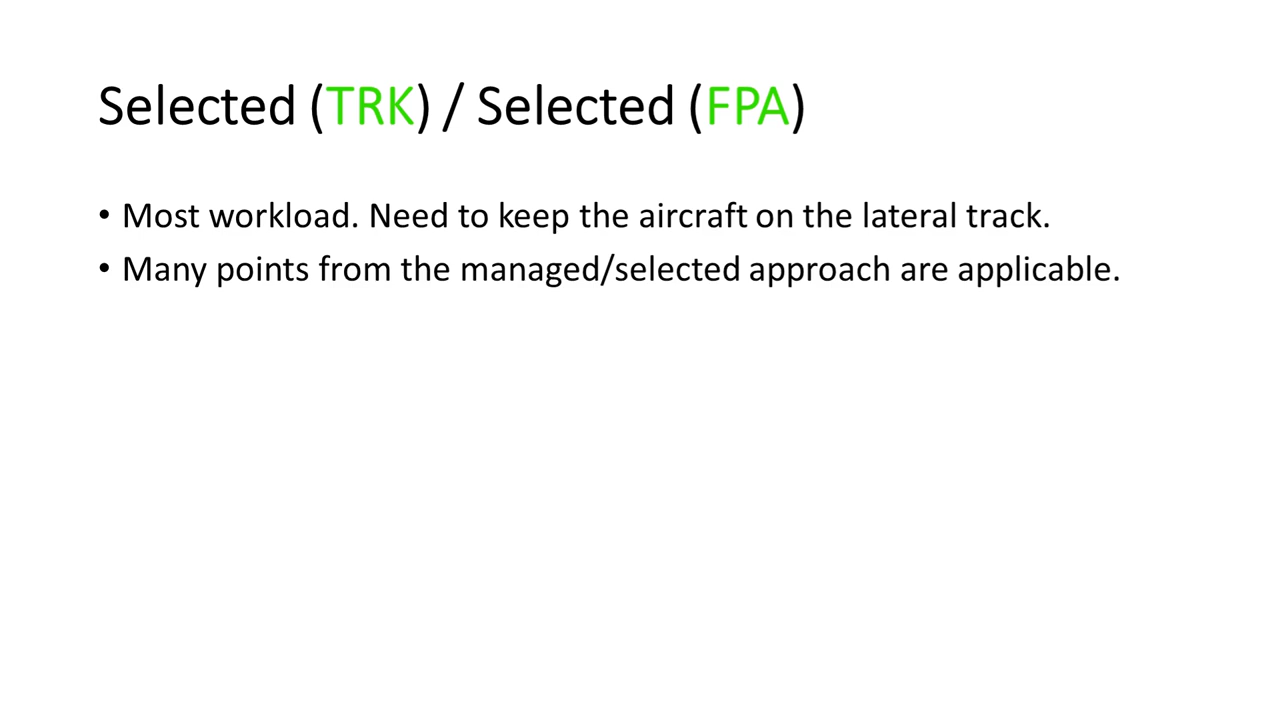 Selected (TRK) / Selected (FPA)
• Most workload. Need to keep the aircraft on the lateral track.
• Many points from the managed/selected approach are applicable.